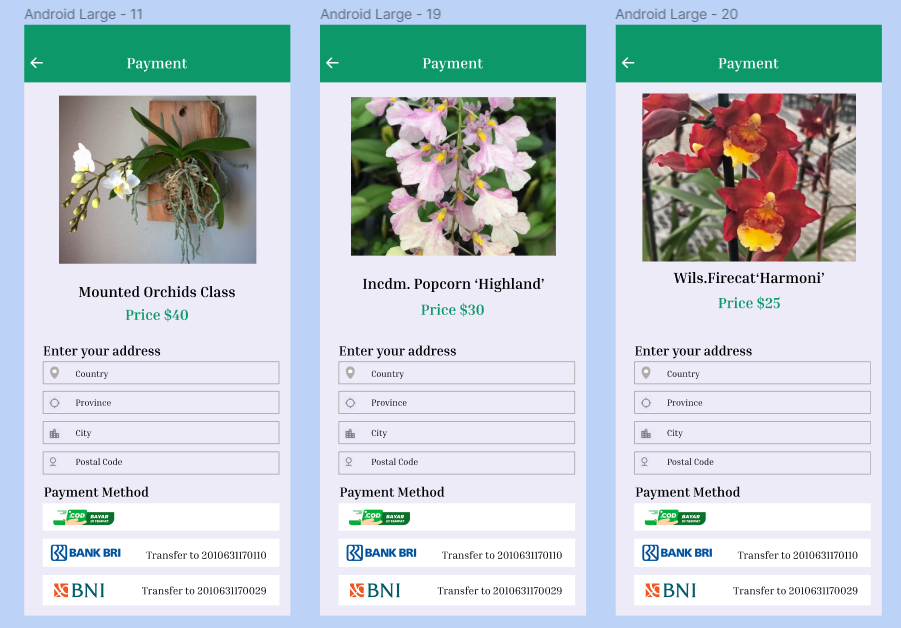 Android Large - 11
Payment
Mounted Orchids Class
Price $40
Enter your address
Country
Province
City
Postal Code
Payment Method
COD BAYAR
DI TEMPAT
BANK BRI Transfer to 2010631170110
BNI Transfer to 2010631170029
Android Large - 19
Payment
Incdm. Popcorn ‘Highland’
Price $30
Enter your address
Country
Province
City
Postal Code
Payment Method
COD BAYAR
DI TEMPAT
BANK BRI Transfer to 2010631170110
BNI Transfer to 2010631170029
Android Large - 20
Payment
Wils.Firecat‘Harmoni’
Price $25
Enter your address
Country
Province
City
Postal Code
Payment Method
COD BAYAR
DI TEMPAT
BANK BRI Transfer to 2010631170110
BNI Transfer to 2010631170029